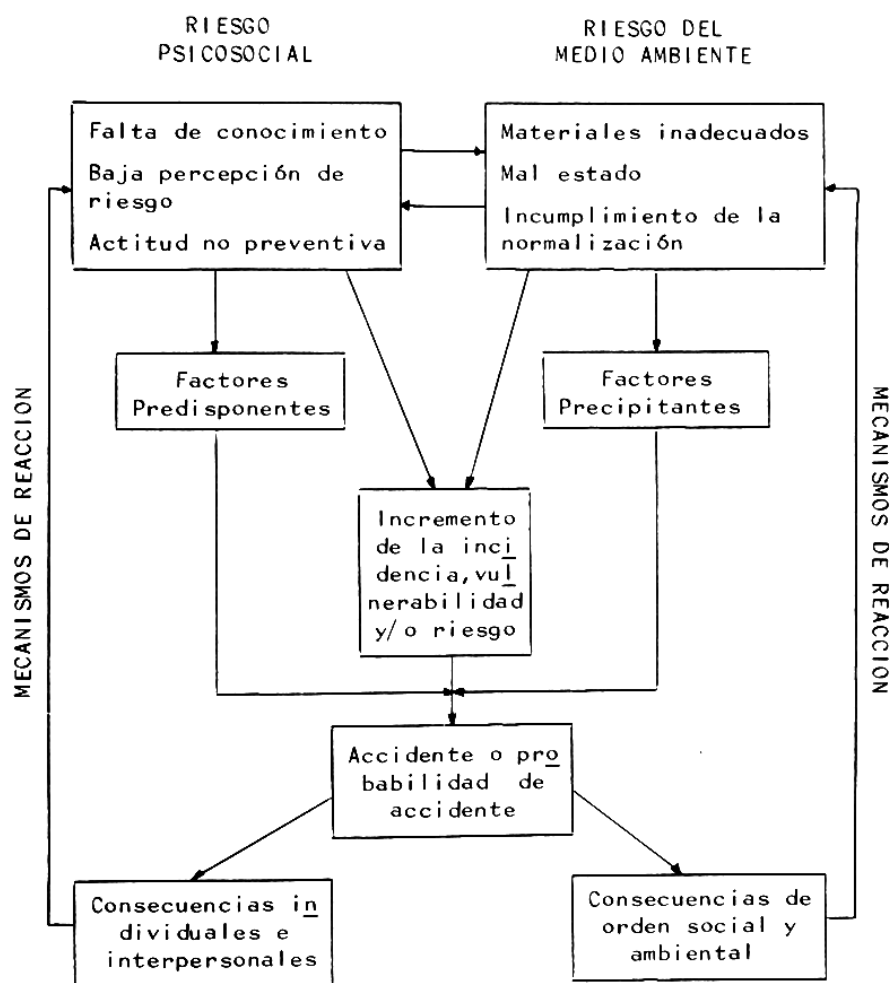 RIESGO
PSICOSOCIAL
RIESGO DEL
MEDIO AMBIENTE
Falta de conocimiento
Baja percepción de
riesgo
Actitud no preventiva
Materiales inadecuados
Mal estado
Incumplimiento de la
normalización
Factores
Predisponentes
Factores
Precipitantes
MECANISMOS DE REACCION
MECANISMOS DE REACCION
Incremento
de la inci
dencia, vul
nerabilidad
y/o riesgo
Accidente o pro
babilidad de
accidente
Consecuencias in
dividuales e
interpersonales
Consecuencias de
orden social y
ambiental